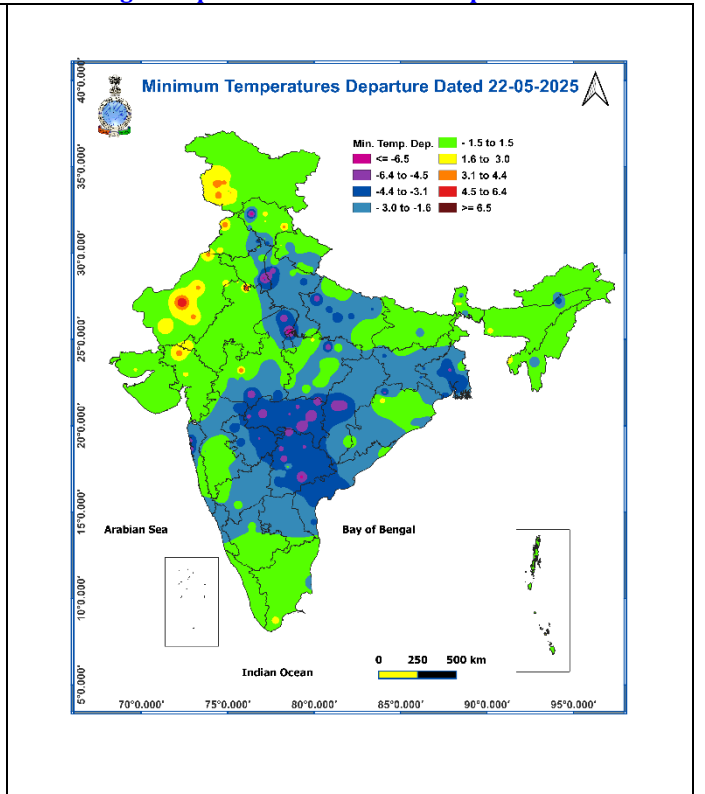 Minimum Temperatures Departure Dated 22-05-2025
Min. Temp. Dep.
<= -6.5
-6.4 to -4.5
-4.4 to -3.1
- 3.0 to -1.6
- 1.5 to 1.5
1.6 to 3.0
3.1 to 4.4
4.5 to 6.4
>= 6.5
40°0.000'
35°0.000'
30°0.000'
25°0.000'
20°0.000'
15°0.000'
10°0.000'
5°0.000'
Arabian Sea
Bay of Bengal
Indian Ocean
0 250 500 km
70°0.000' 75°0.000' 80°0.000' 85°0.000' 90°0.000' 95°0.000'